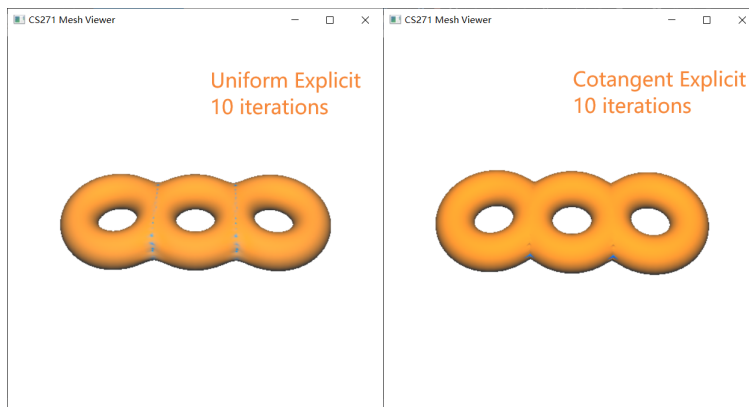 CS271 Mesh Viewer
Uniform Explicit
10 iterations
CS271 Mesh Viewer
Cotangent Explicit
10 iterations